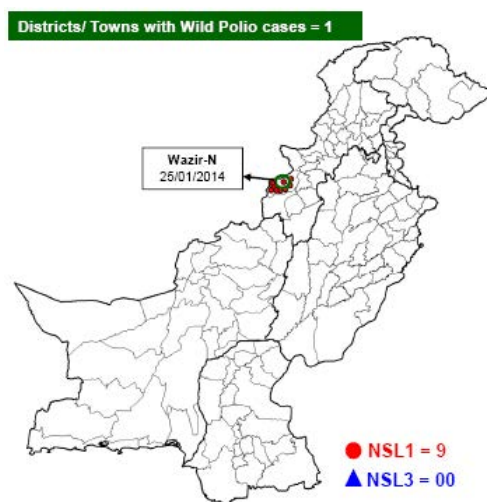 Districts/ Towns with Wild Polio cases = 1
Wazir-N
25/01/2014
NSL1 = 9
NSL3 = 00